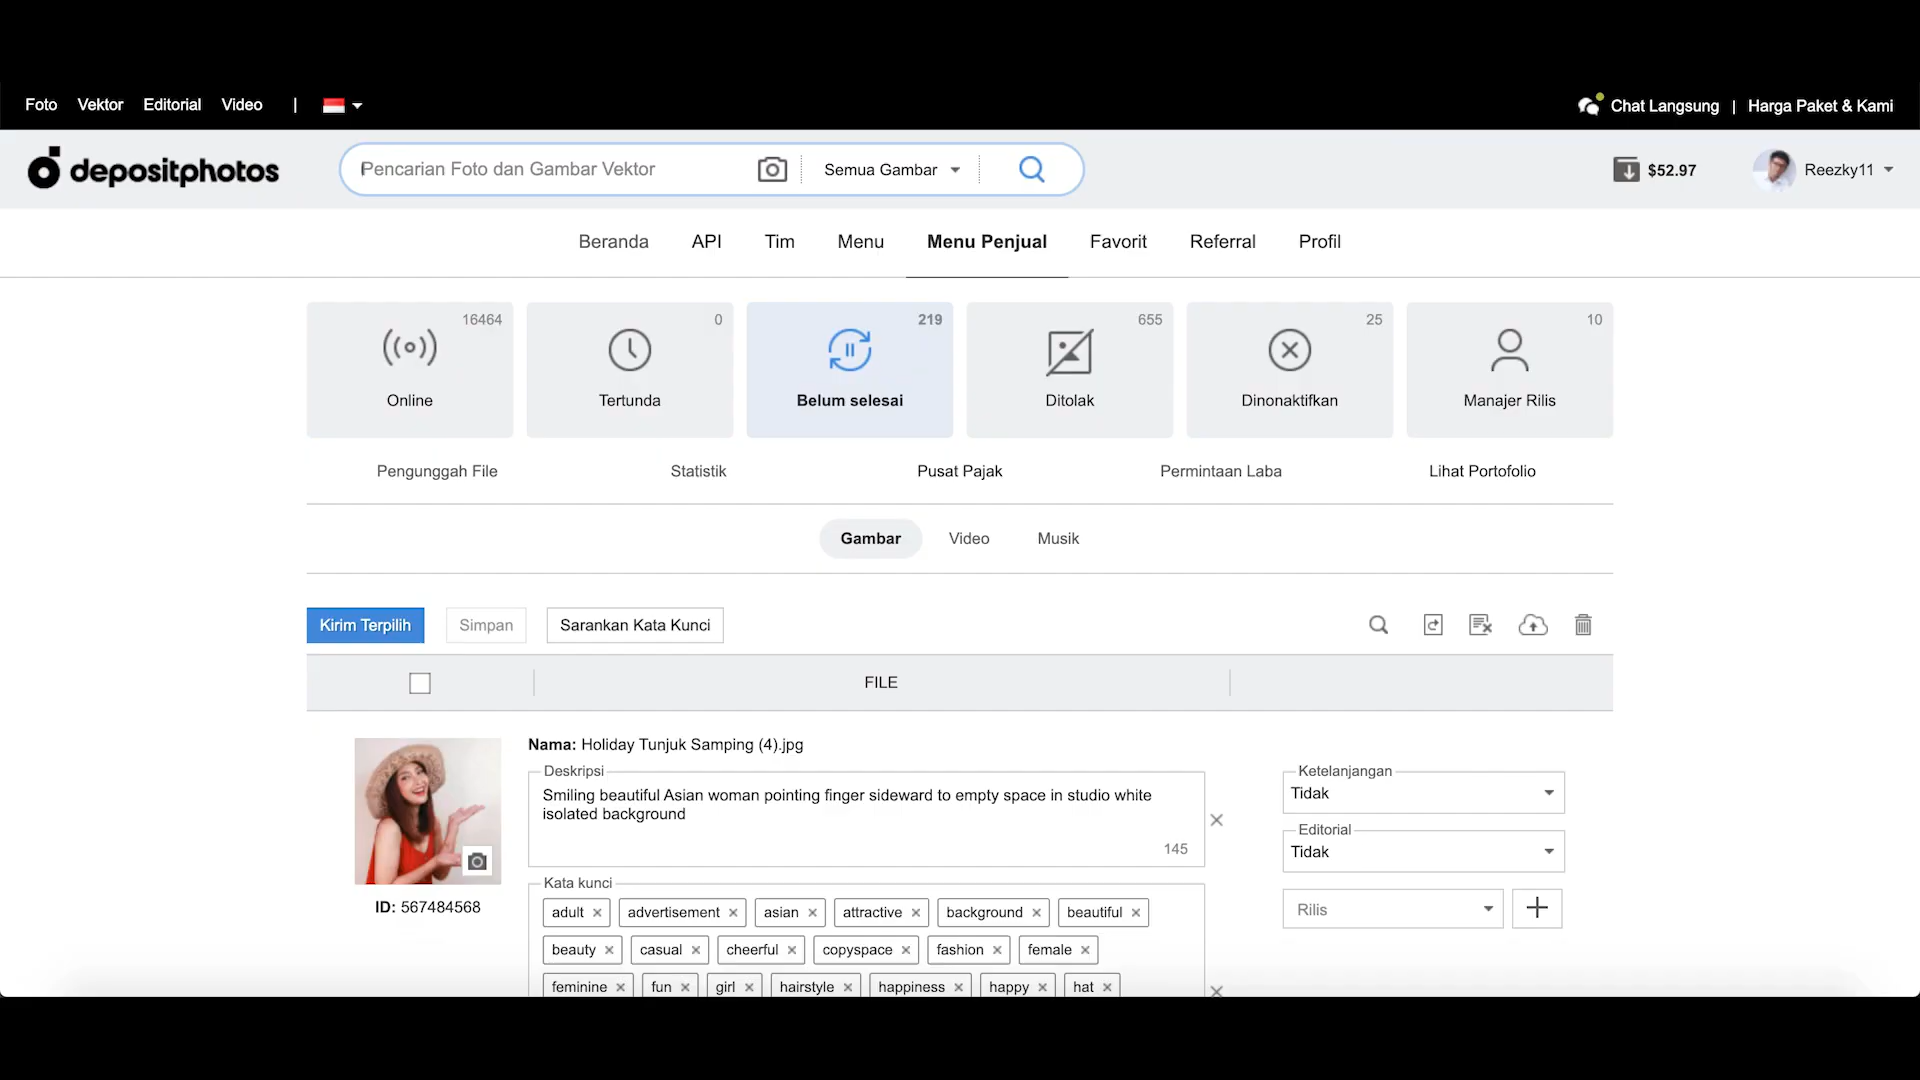 Foto Vektor Editorial Video |
Chat Langsung | Harga Paket & Kami
depositphotos
Pencarian Foto dan Gambar Vektor
Semua Gambar
$52.97
Reezky11
Beranda API Tim Menu Menu Penjual Favorit Referral Profil
16464 0 219 655 25 10
Online Tertunda Belum selesai Ditolak Dinonaktifkan Manajer Rilis
Pengunggah File Statistik Pusat Pajak Permintaan Laba Lihat Portofolio
Gambar Video Musik
Kirim Terpilih Simpan Sarankan Kata Kunci
FILE
Nama: Holiday Tunjuk Samping (4).jpg
Deskripsi
Smiling beautiful Asian woman pointing finger sideward to empty space in studio white
isolated background
145
ID: 567484568
Kata kunci
adult advertisement asian attractive background beautiful
beauty casual cheerful copyspace fashion female
feminine fun girl hairstyle happiness happy hat
Ketelanjangan
Tidak
Editorial
Tidak
Rilis